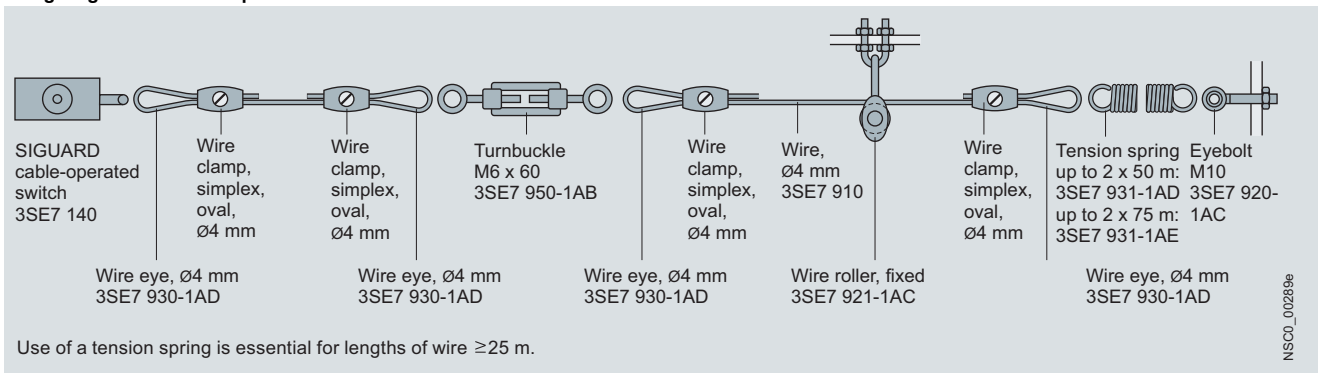 SIGUARD
cable-operated
switch
3SE7 140
Wire
clamp,
simplex,
oval,
Ø4 mm
Wire
clamp,
simplex,
oval,
Ø4 mm
Turnbuckle
M6 x 60
3SE7 950-1AB
Wire
clamp,
simplex,
oval,
Ø4 mm
Wire,
Ø4 mm
3SE7 910
Wire
clamp,
simplex,
oval,
Ø4 mm
Tension spring
up to 2 x 50 m:
3SE7 931-1AD
up to 2 x 75 m:
3SE7 931-1AE
Eyebolt
M10
3SE7 920-
1AC
Wire eye, Ø4 mm
3SE7 930-1AD
Wire eye, Ø4 mm
3SE7 930-1AD
Wire eye, Ø4 mm
3SE7 930-1AD
Wire roller, fixed
3SE7 921-1AC
Wire eye, Ø4 mm
3SE7 930-1AD
NSC0_00289e
Use of a tension spring is essential for lengths of wire ≥25 m.